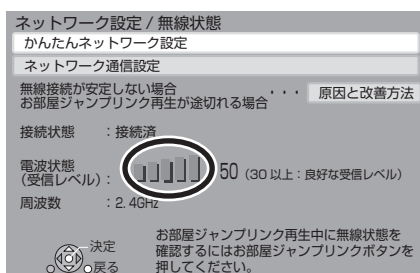 ネットワーク設定 / 無線状態
かんたんネットワーク設定
ネットワーク通信設定
無線接続が安定しない場合
お部屋ジャンプリンク再生が途切れる場合 ・・・ 原因と改善方法
接続状態 : 接続済
電波状態
(受信レベル) : 50 (30 以上 : 良好な受信レベル)
周波数 : 2.4GHz
お部屋ジャンプリンク再生中に無線状態を
決定 確認するにはお部屋ジャンプリンクボタンを
戻る 押してください。